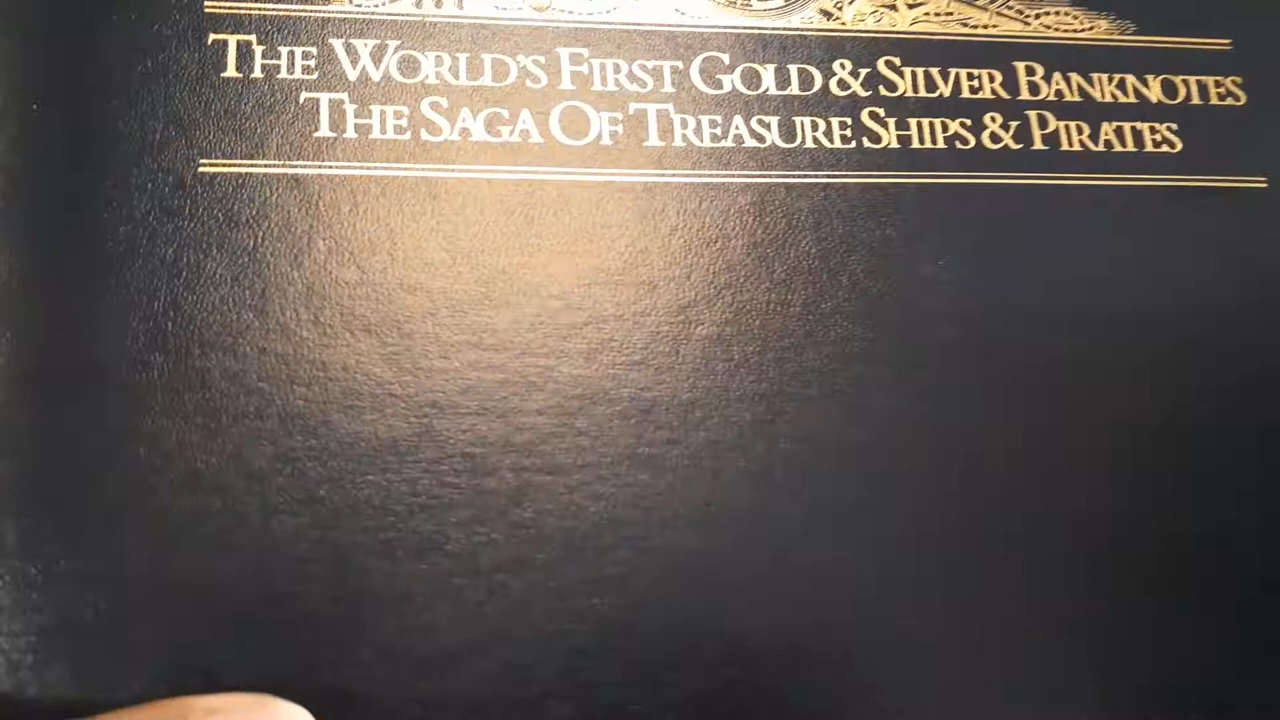 The World's First Gold & Silver Banknotes
The Saga Of Treasure Ships & Pirates